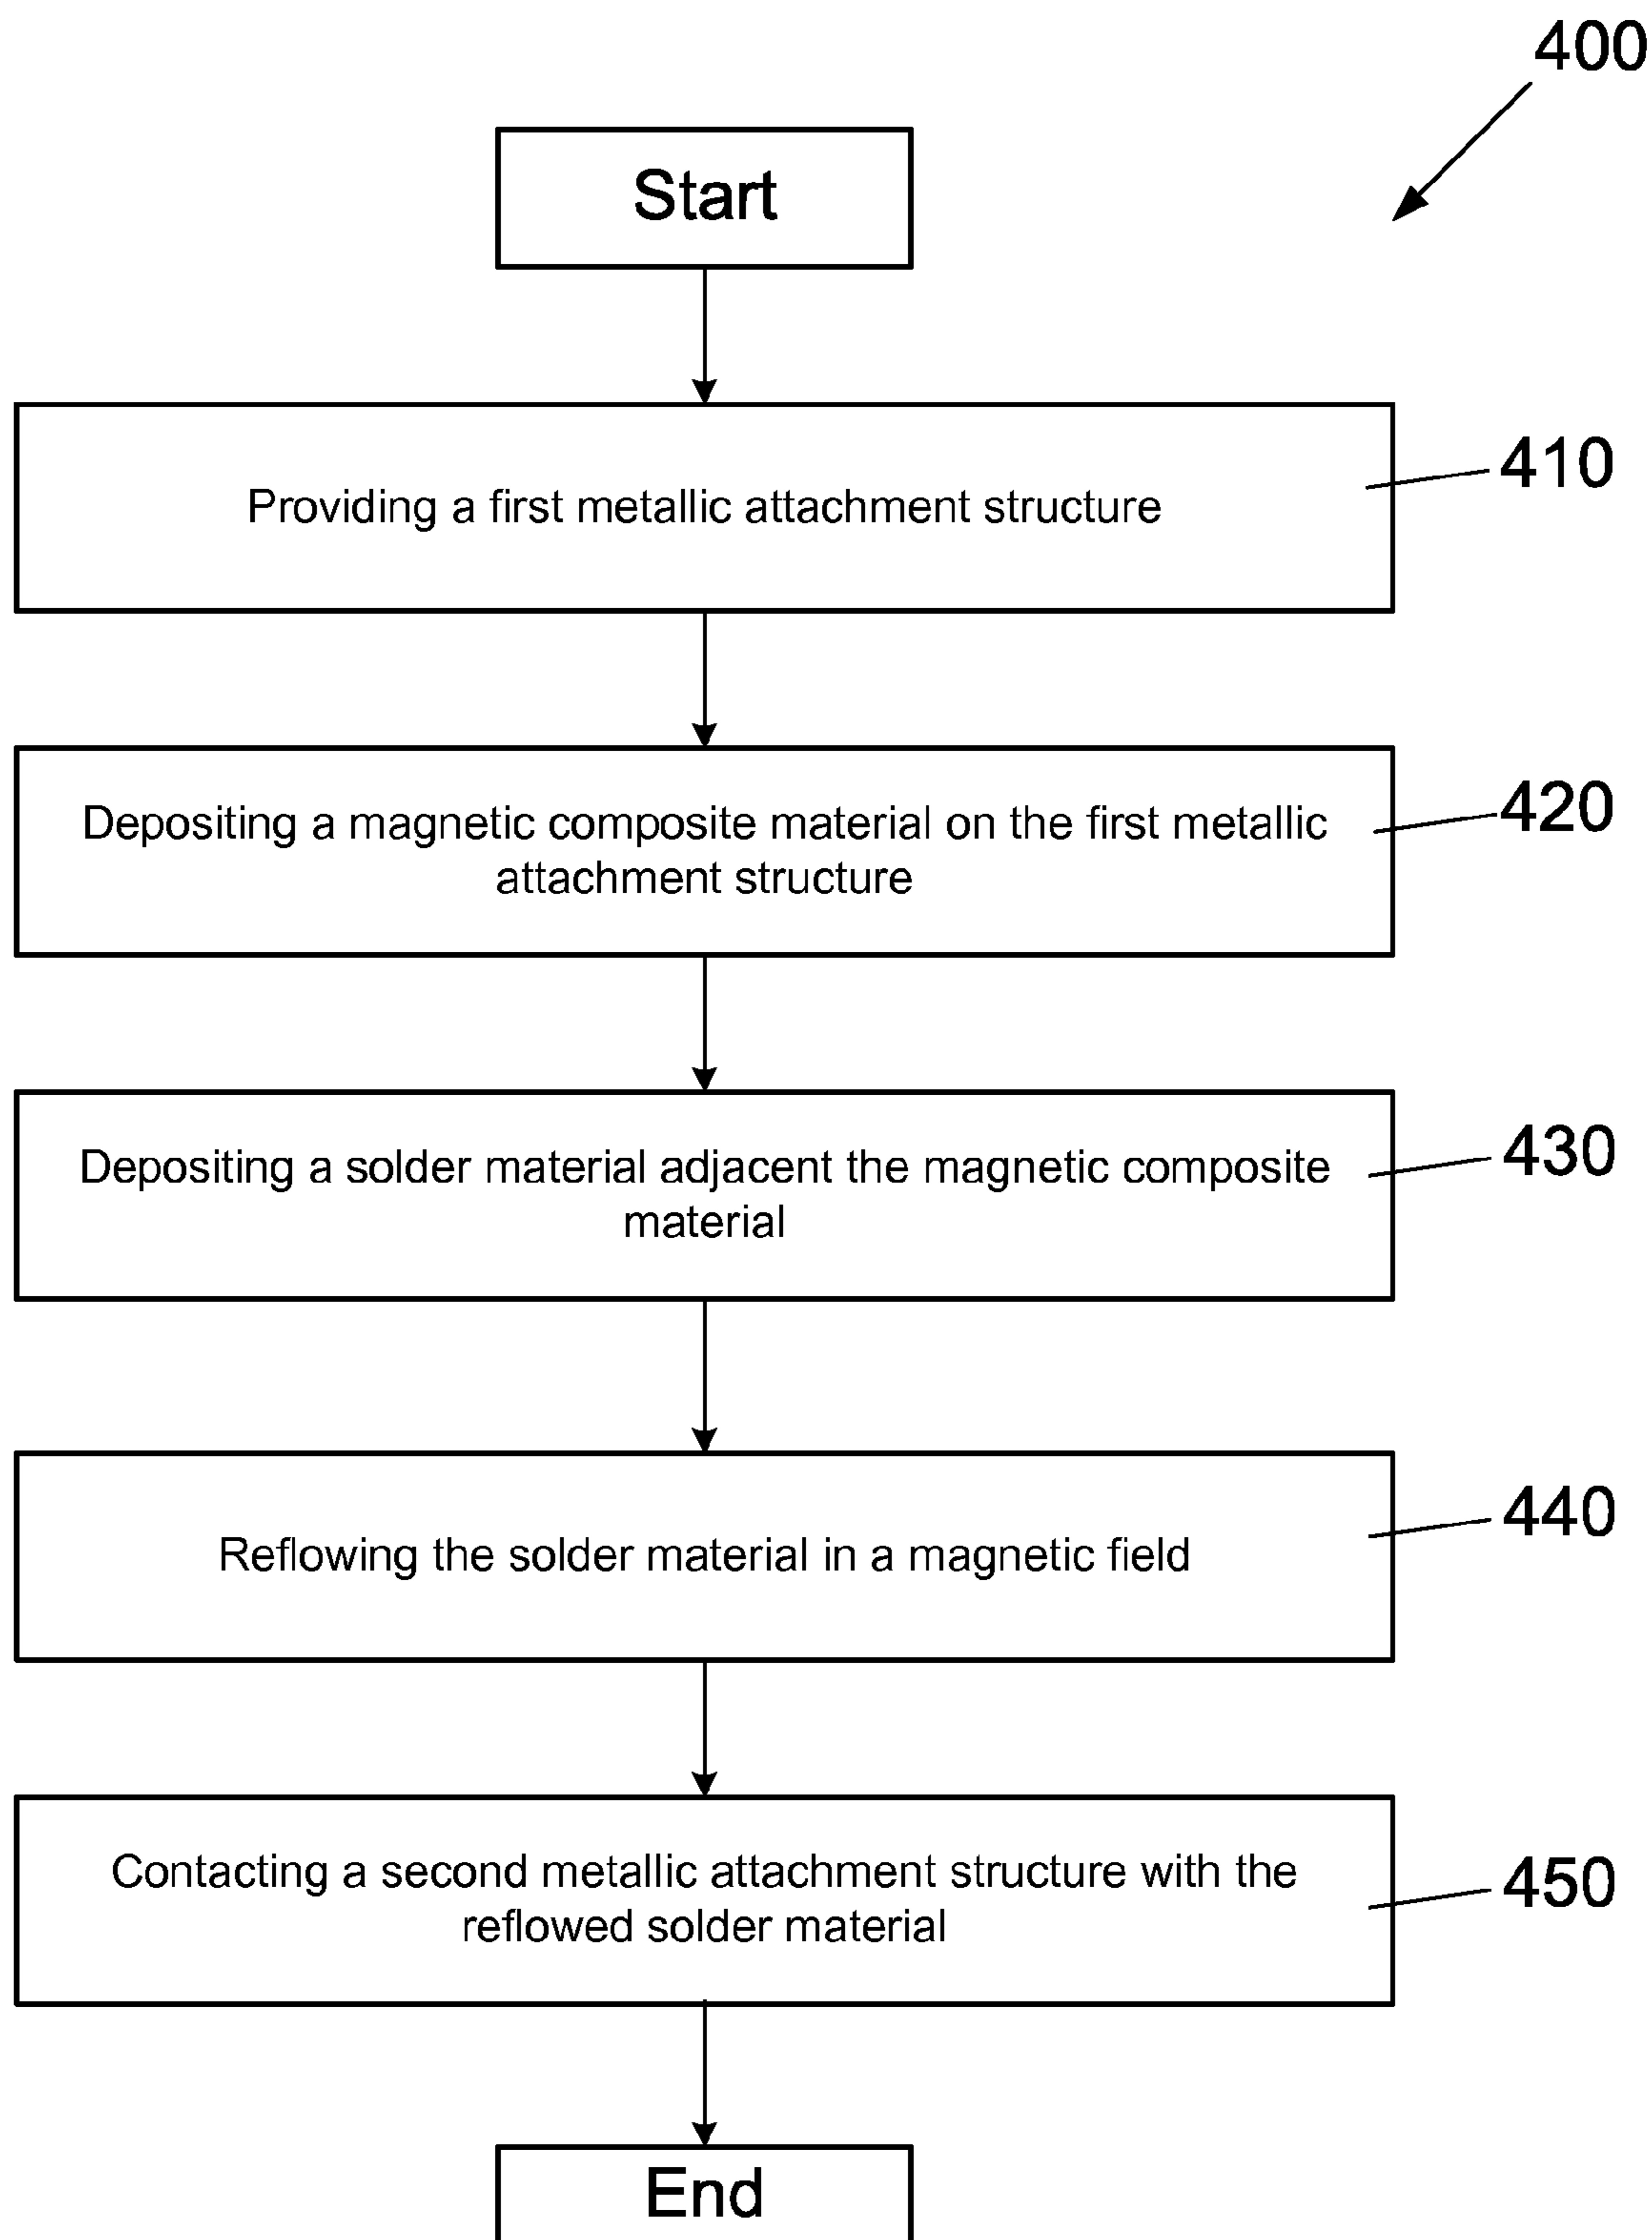 400
Start
Providing a first metallic attachment structure
410
Depositing a magnetic composite material on the first metallic
attachment structure
420
Depositing a solder material adjacent the magnetic composite
material
430
Reflowing the solder material in a magnetic field
440
Contacting a second metallic attachment structure with the
reflowed solder material
450
End